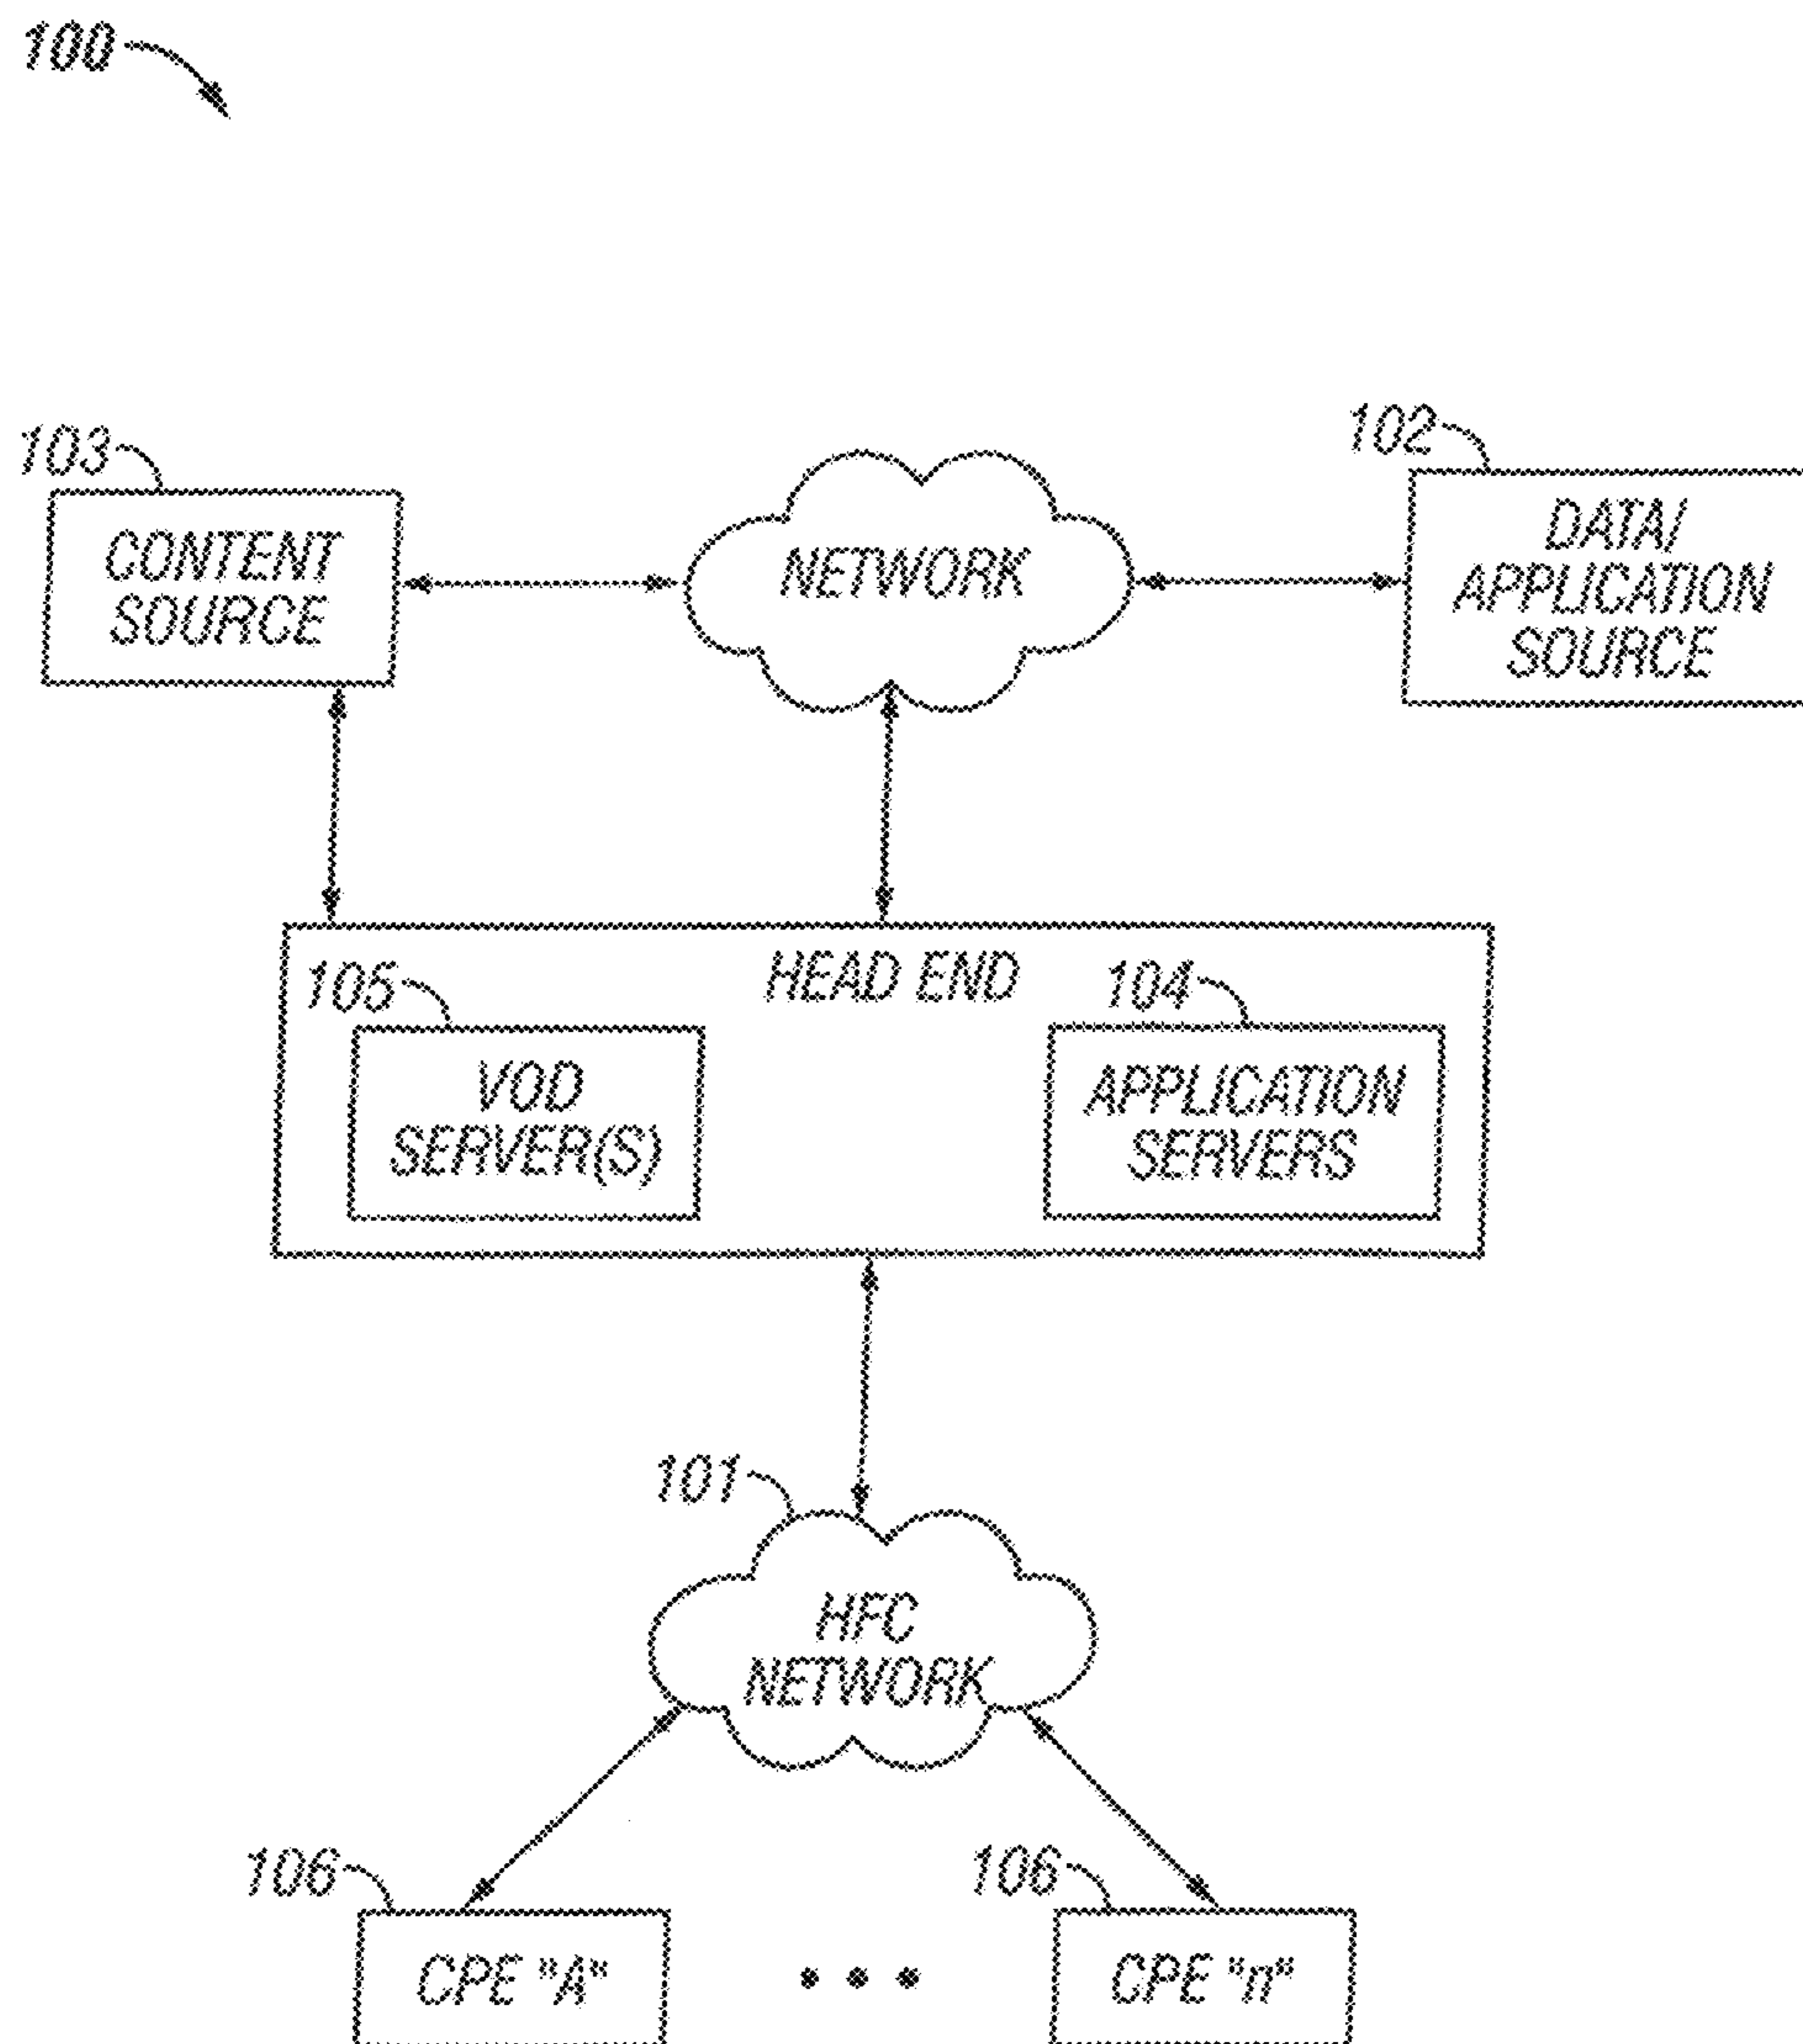 100
103
102
CONTENT
SOURCE
NETWORK
DATA/
APPLICATION
SOURCE
HEAD END
105
104
VOD
SERVER(S)
APPLICATION
SERVERS
101
HFC
NETWORK
106
106
CPE "A"
CPE "n"